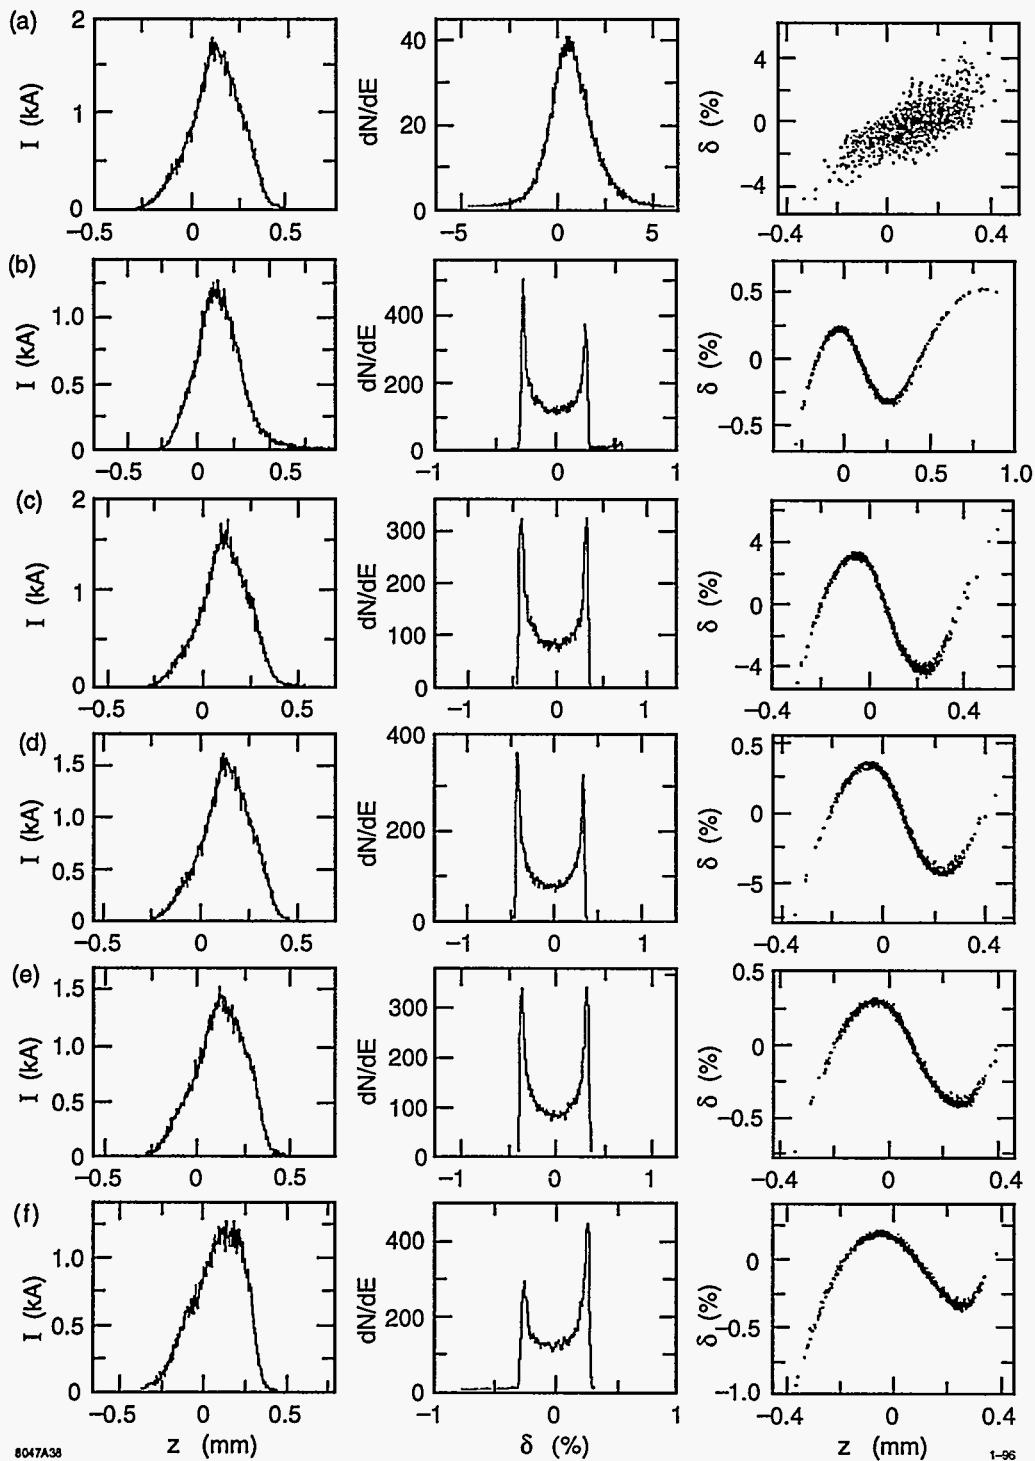 (a)
2
1
0
I (kA)
−0.5 0 0.5
40
20
0
dN/dE
−5 0 5
4
0
−4
δ (%)
−0.4 0 0.4
(b)
1.0
0.5
0
I (kA)
−0.5 0 0.5
400
200
0
dN/dE
−1 0 1
0.5
0
−0.5
δ (%)
0 0.5 1.0
(c)
2
1
0
I (kA)
−0.5 0 0.5
300
200
100
0
dN/dE
−1 0 1
4
0
−4
δ (%)
−0.4 0 0.4
(d)
1.5
1.0
0.5
0
I (kA)
−0.5 0 0.5
400
200
0
dN/dE
−1 0 1
0.5
0
−5
δ (%)
−0.4 0 0.4
(e)
1.5
1.0
0.5
0
I (kA)
−0.5 0 0.5
300
200
100
0
dN/dE
−1 0 1
0.5
0
−0.5
δ (%)
−0.4 0 0.4
(f)
1.0
0.5
0
I (kA)
−0.5 0 0.5
z (mm)
400
200
0
dN/dE
−1 0 1
δ (%)
0
−0.5
−1.0
δ (%)
−0.4 0 0.4
z (mm)
8047A38
1–96